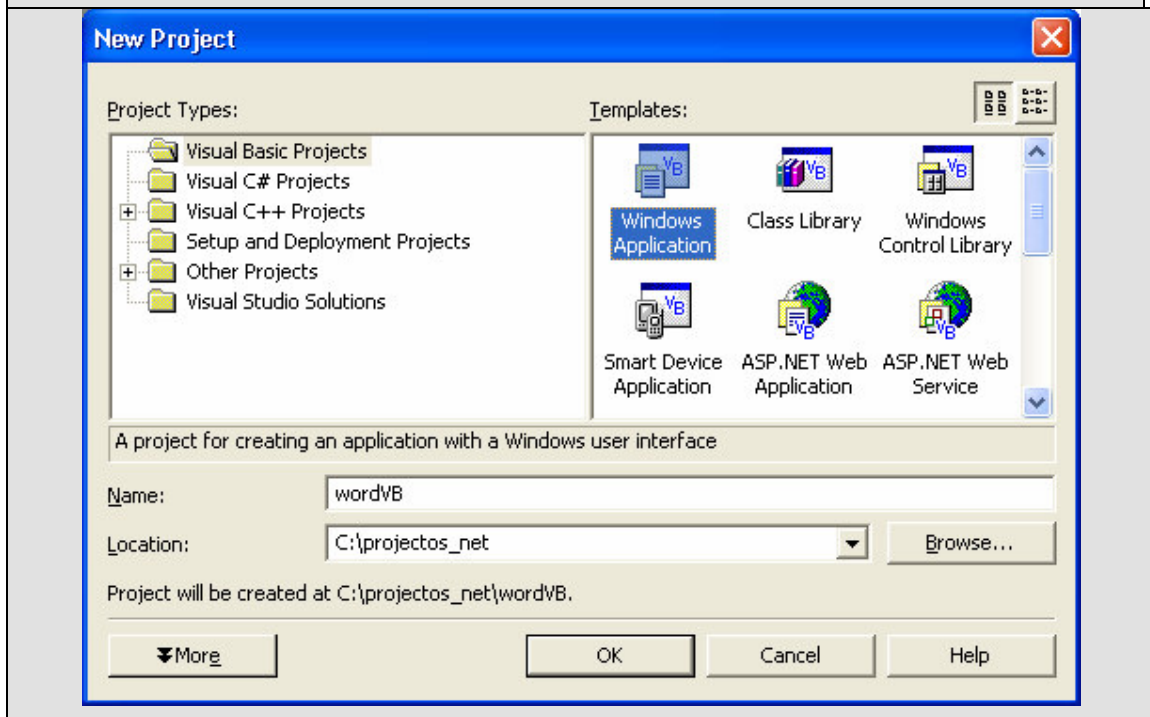 New Project
Project Types:
Templates:
Visual Basic Projects
Visual C# Projects
Visual C++ Projects
Setup and Deployment Projects
Other Projects
Visual Studio Solutions
Windows
Application
Class Library
Windows
Control Library
Smart Device
Application
ASP.NET Web
Application
ASP.NET Web
Service
A project for creating an application with a Windows user interface
Name:
wordVB
Location:
C:\projectos_net
Browse...
Project will be created at C:\projectos_net\wordVB.
More
OK
Cancel
Help